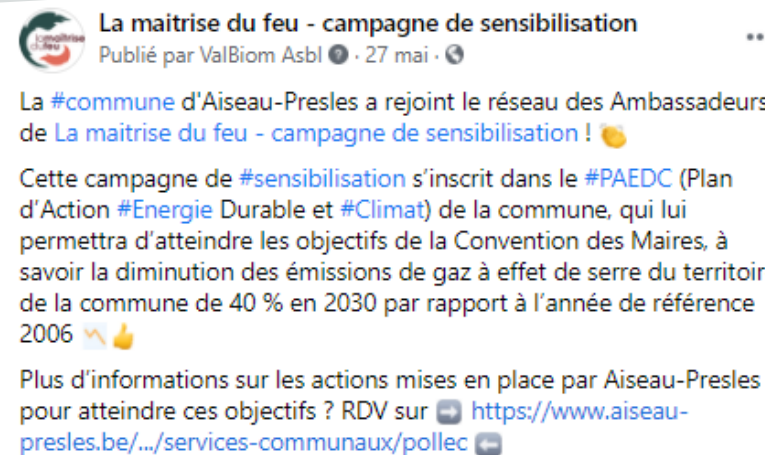 La maitrise du feu - campagne de sensibilisation
Publié par ValBiom Asbl · 27 mai ·
La #commune d'Aiseau-Presles a rejoint le réseau des Ambassadeurs
de La maitrise du feu - campagne de sensibilisation ! 👏
Cette campagne de #sensibilisation s’inscrit dans le #PAEDC (Plan
d’Action #Energie Durable et #Climat) de la commune, qui lui
permettra d’atteindre les objectifs de la Convention des Maires, à
savoir la diminution des émissions de gaz à effet de serre du territoir
de la commune de 40 % en 2030 par rapport à l’année de référence
2006 📉👍
Plus d’informations sur les actions mises en place par Aiseau-Presles
pour atteindre ces objectifs ? RDV sur ➡️ https://www.aiseau-
presles.be/.../services-communaux/pollec ⬅️